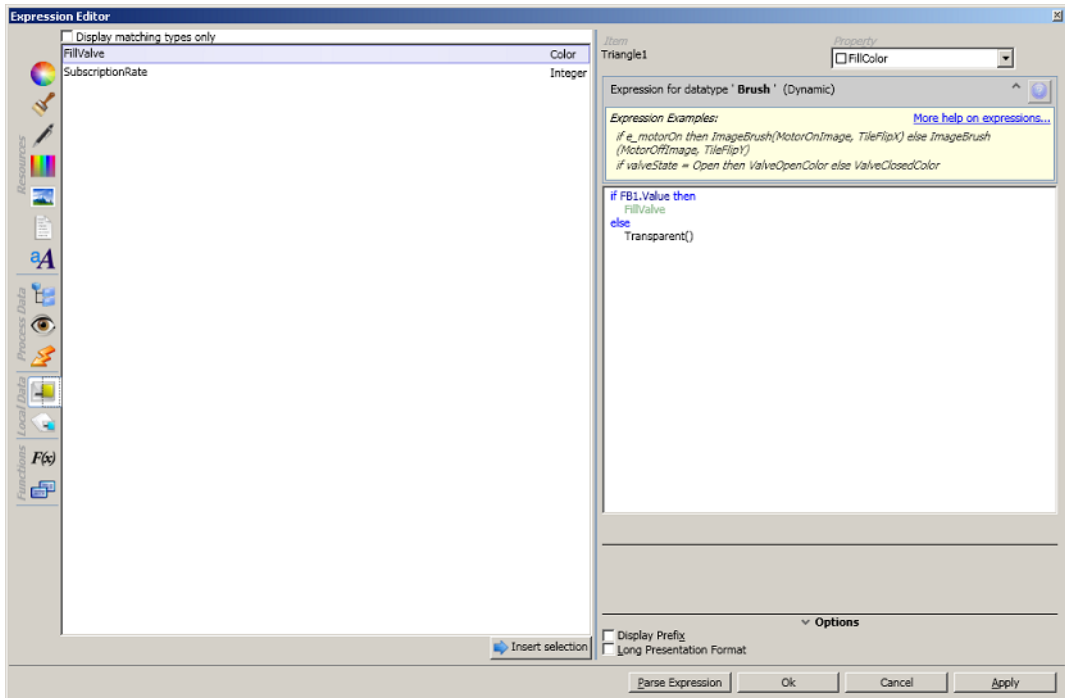 Expression Editor
Display matching types only
FillValve Color
SubscriptionRate Integer
Resources
Process Data
Local Data
Functions
aA
F(x)
Insert selection
Item Property
Triangle1 FillColor
Expression for datatype ' Brush ' (Dynamic)
Expression Examples: More help on expressions...
if e_motorOn then ImageBrush(MotorOnImage, TileFlipX) else ImageBrush
(MotorOffImage, TileFlipY)
if valveState = Open then ValveOpenColor else ValveClosedColor
if FB1.Value then
FillValve
else
Transparent()
Options
Display Prefix
Long Presentation Format
Parse Expression Ok Cancel Apply